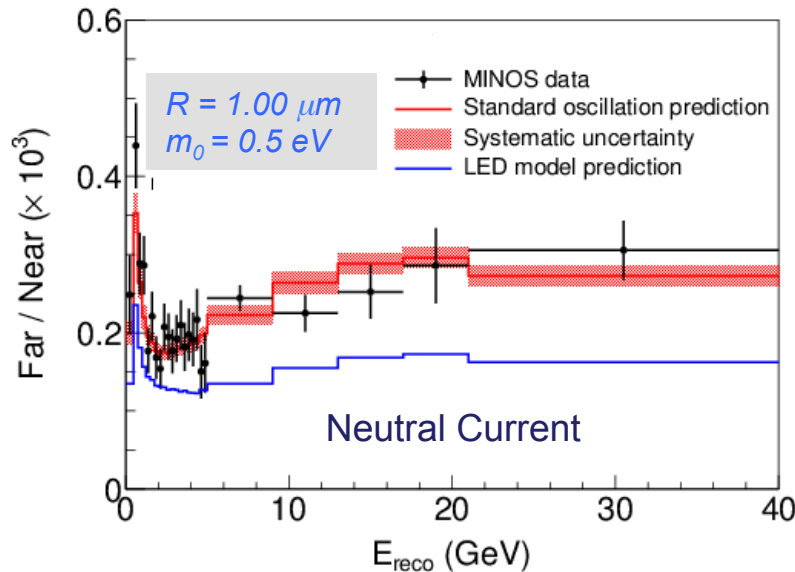 0.6
R = 1.00 μm
m₀ = 0.5 eV
MINOS data
Standard oscillation prediction
Systematic uncertainty
LED model prediction
0.4
0.2
0
Far / Near (× 10³)
Neutral Current
0 10 20 30 40
E_reco (GeV)